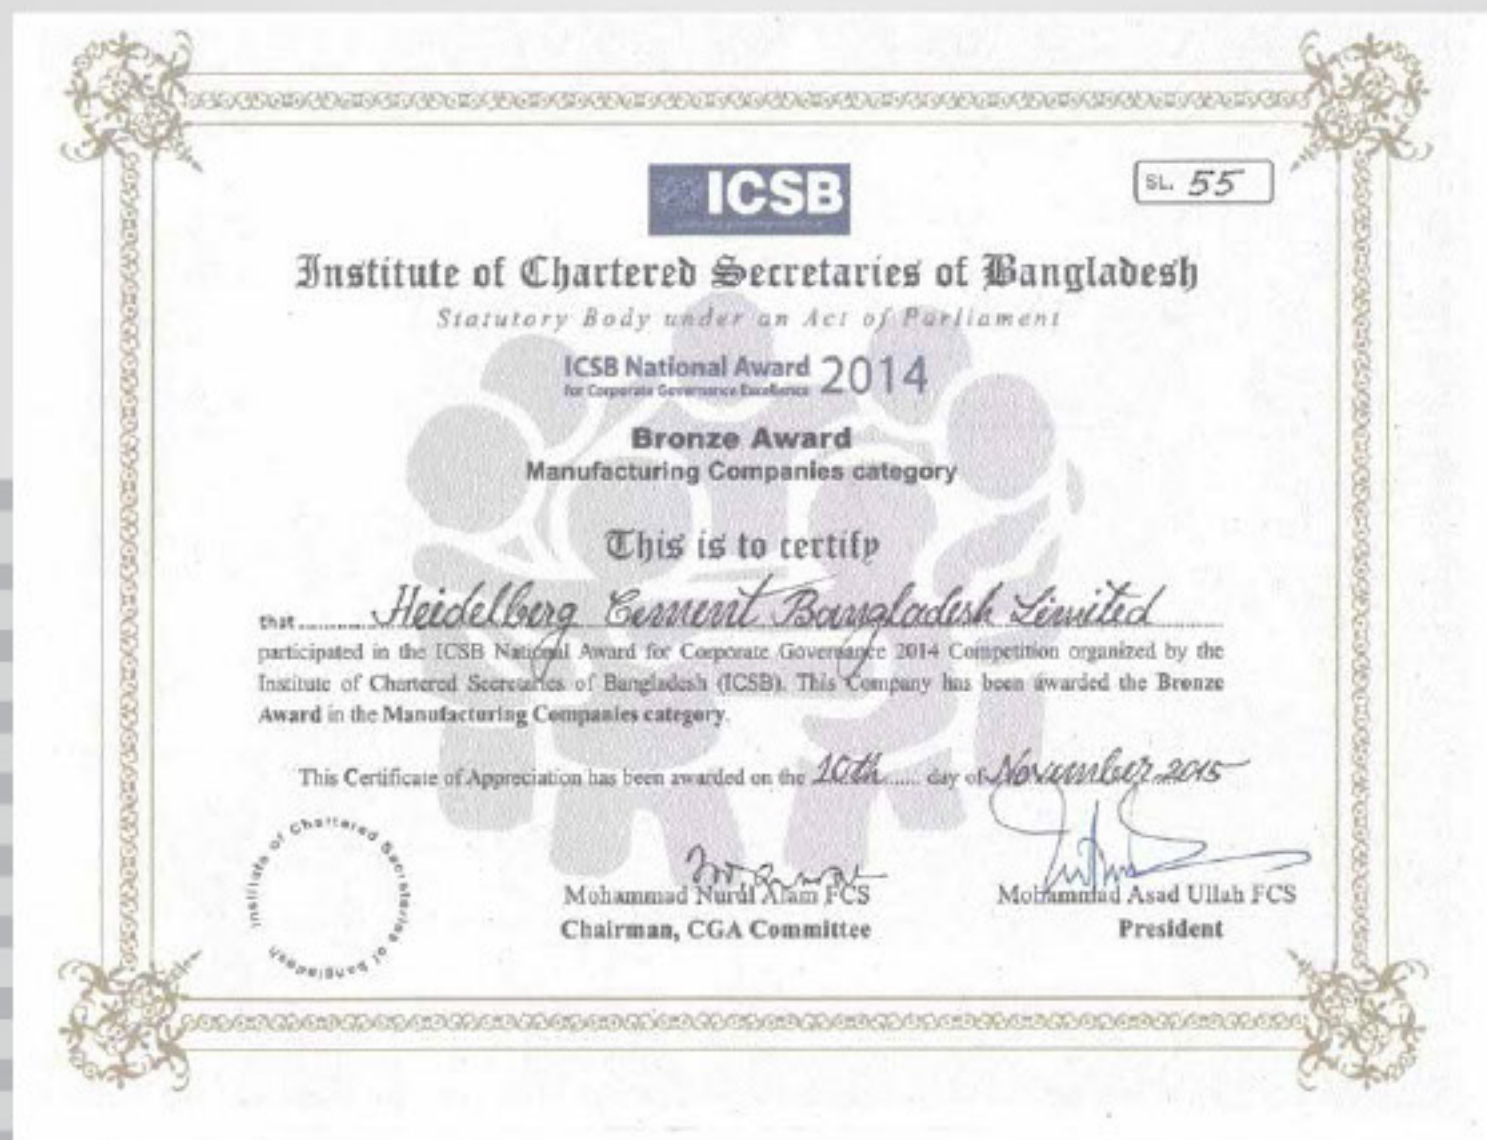 ICSB
SL. 55
Institute of Chartered Secretaries of Bangladesh
Statutory Body under an Act of Parliament
ICSB National Award 2014
for Corporate Governance Excellence
Bronze Award
Manufacturing Companies category
This is to certify
that Heidelberg Cement Bangladesh Limited
participated in the ICSB National Award for Corporate Governance 2014 Competition organized by the
Institute of Chartered Secretaries of Bangladesh (ICSB). This Company has been awarded the Bronze
Award in the Manufacturing Companies category.
This Certificate of Appreciation has been awarded on the 10th day of November 2015
Institute of Chartered Secretaries of Bangladesh
Mohammad Nurul Alam FCS
Chairman, CGA Committee
Mohammad Asad Ullah FCS
President